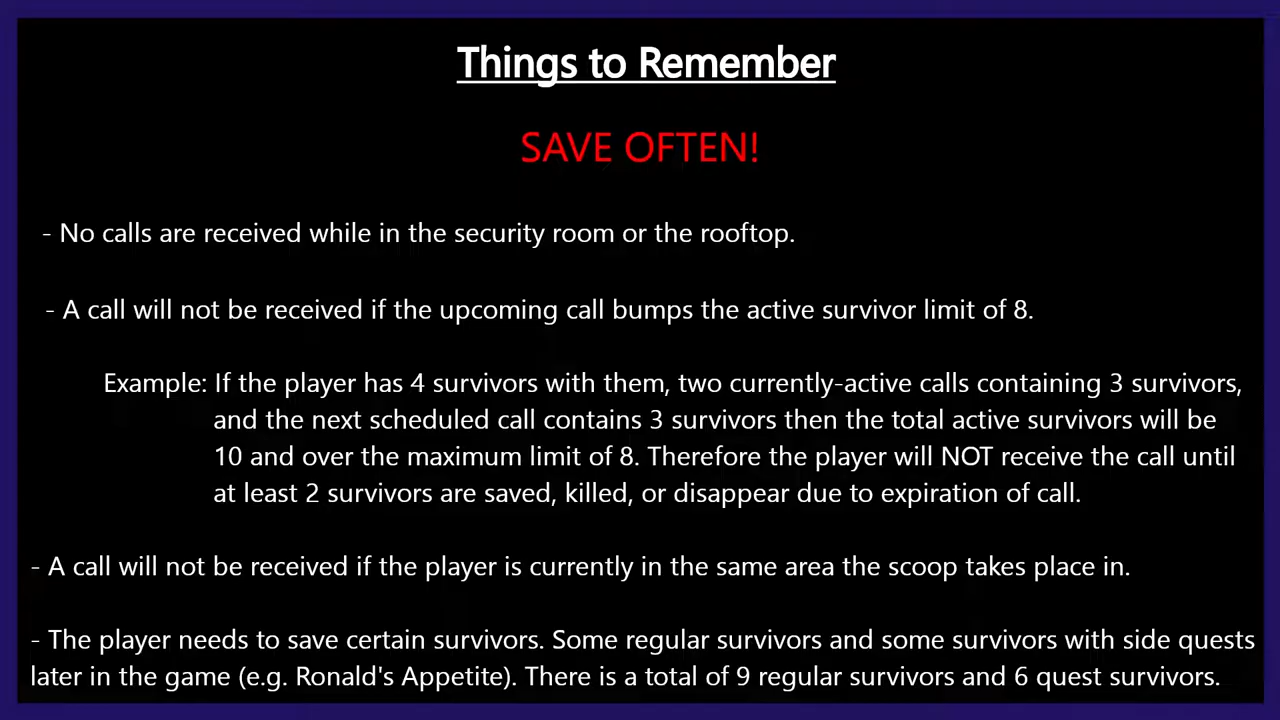 Things to Remember
SAVE OFTEN!
- No calls are received while in the security room or the rooftop.
- A call will not be received if the upcoming call bumps the active survivor limit of 8.
Example: If the player has 4 survivors with them, two currently-active calls containing 3 survivors,
and the next scheduled call contains 3 survivors then the total active survivors will be
10 and over the maximum limit of 8. Therefore the player will NOT receive the call until
at least 2 survivors are saved, killed, or disappear due to expiration of call.
- A call will not be received if the player is currently in the same area the scoop takes place in.
- The player needs to save certain survivors. Some regular survivors and some survivors with side quests
later in the game (e.g. Ronald's Appetite). There is a total of 9 regular survivors and 6 quest survivors.